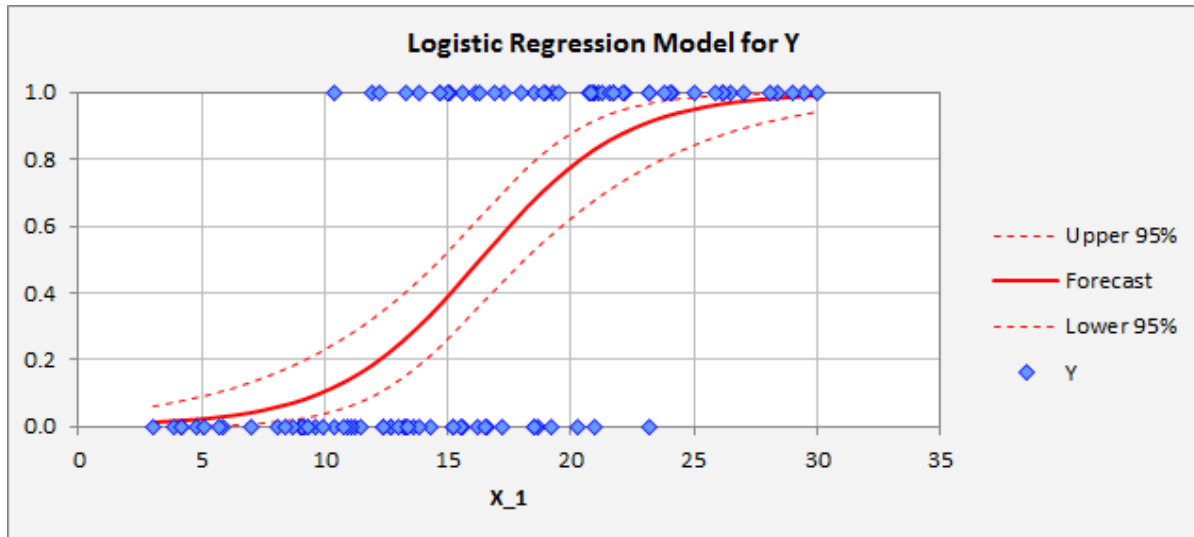 Logistic Regression Model for Y
1.0
0.8
0.6
0.4
0.2
0.0
0 5 10 15 20 25 30 35
X_1
Upper 95%
Forecast
Lower 95%
Y